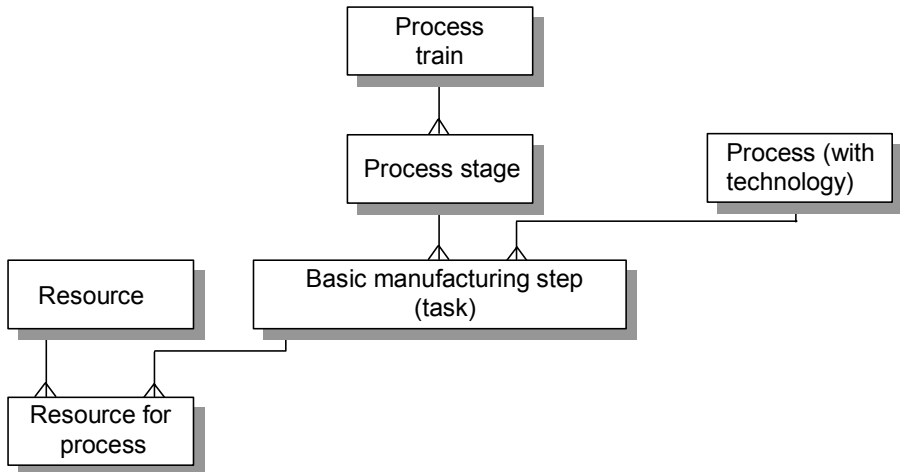 Process
train
Process stage
Process (with
technology)
Basic manufacturing step
(task)
Resource
Resource for
process